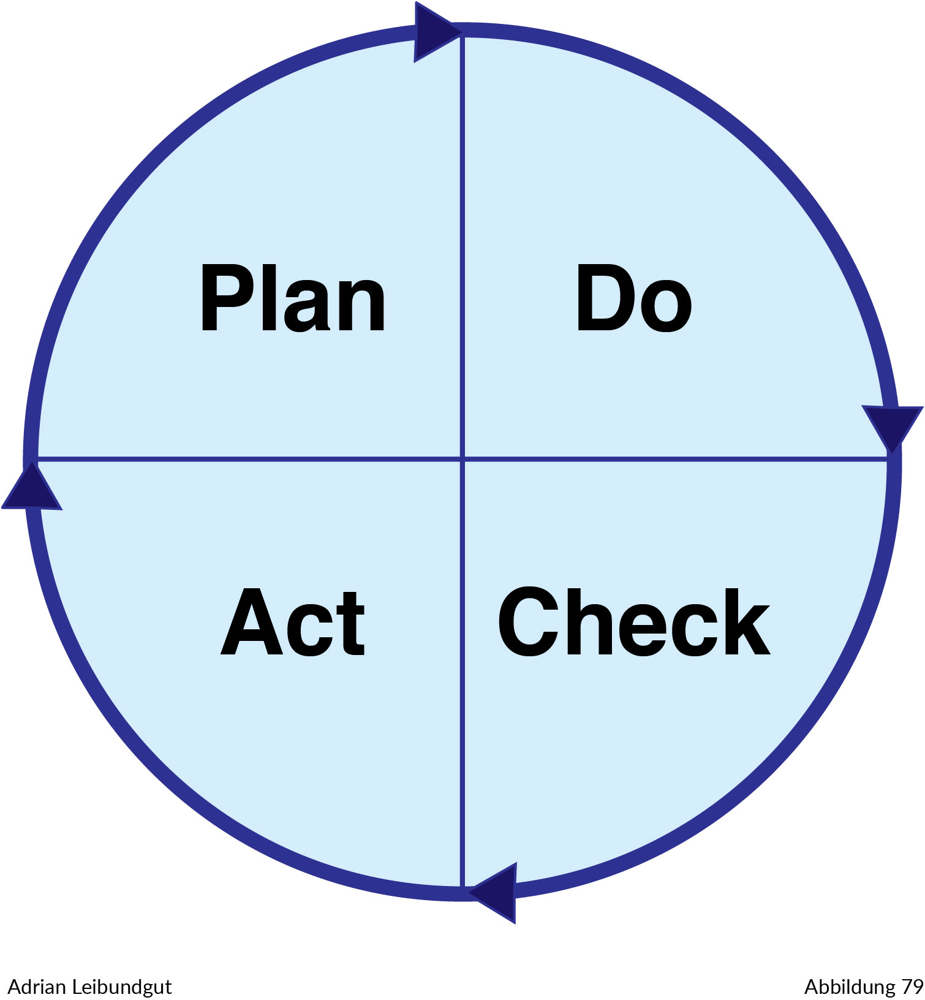 Plan
Do
Act
Check
Adrian Leibundgut
Abbildung 79